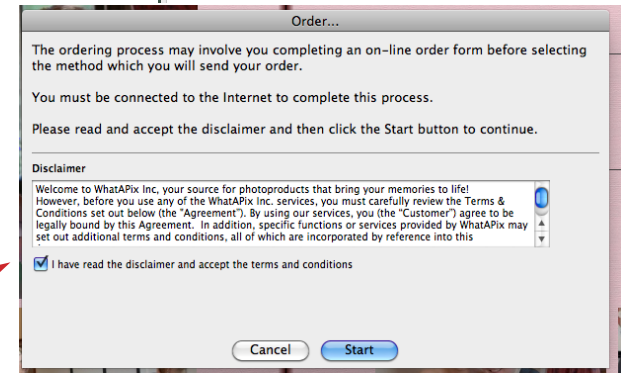 Order...
The ordering process may involve you completing an on-line order form before selecting
the method which you will send your order.
You must be connected to the Internet to complete this process.
Please read and accept the disclaimer and then click the Start button to continue.
Disclaimer
Welcome to WhatAPix Inc, your source for photoproducts that bring your memories to life!
However, before you use any of the WhatAPix Inc. services, you must carefully review the Terms &
Conditions set out below (the "Agreement"). By using our services, you (the "Customer") agree to be
legally bound by this Agreement. In addition, specific functions or services provided by WhatAPix may
set out additional terms and conditions, all of which are incorporated by reference into this
I have read the disclaimer and accept the terms and conditions
Cancel Start